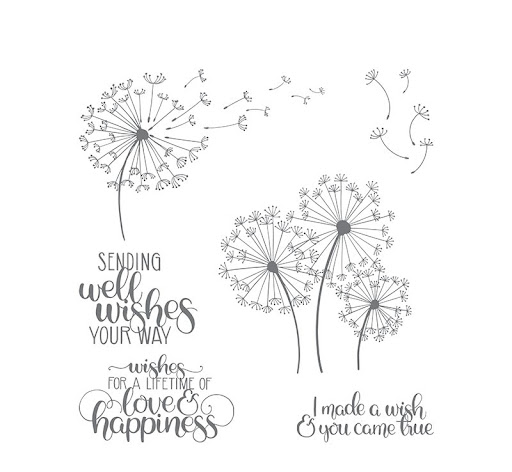 SENDING
well
wishes
YOUR WAY
wishes
FOR A LIFETIME OF
love &
happiness
I made a wish
& you came true